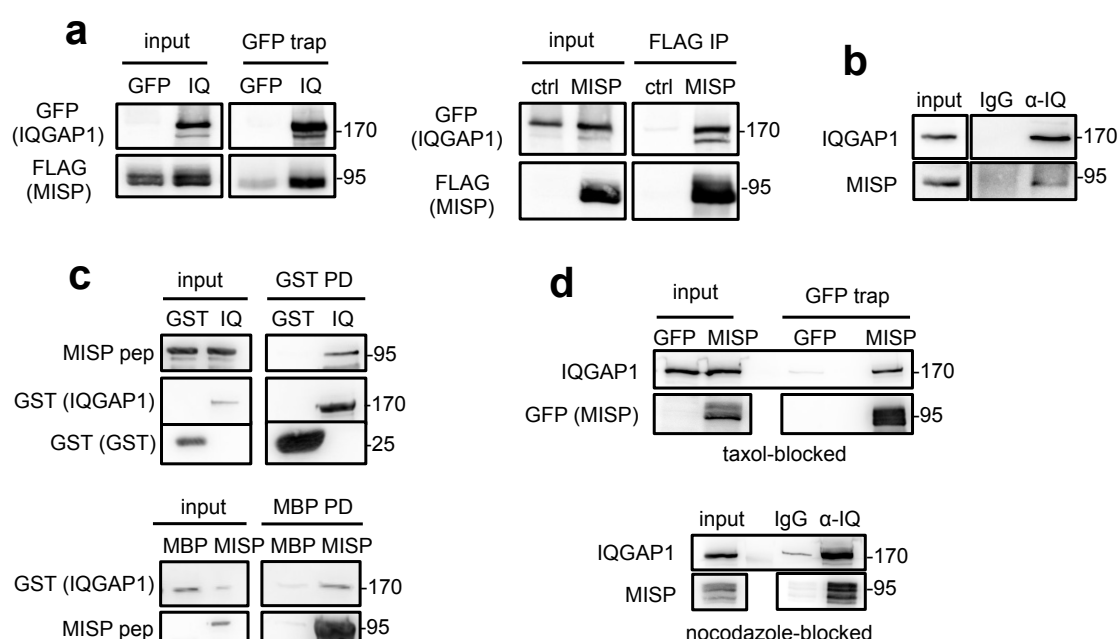 a
input GFP trap
GFP IQ GFP IQ
GFP
(IQGAP1)
-170
FLAG
(MISP)
-95
input FLAG IP
ctrl MISP ctrl MISP
GFP
(IQGAP1)
-170
FLAG
(MISP)
-95
b
input IgG α-IQ
IQGAP1 -170
MISP -95
c
input GST PD
GST IQ GST IQ
MISP pep -95
GST (IQGAP1) -170
GST (GST) -25
input MBP PD
MBP MISP MBP MISP
GST (IQGAP1) -170
MISP pep -95
d
input GFP trap
GFP MISP GFP MISP
IQGAP1 -170
GFP (MISP) -95
taxol-blocked
input IgG α-IQ
IQGAP1 -170
MISP -95
nocodazole-blocked